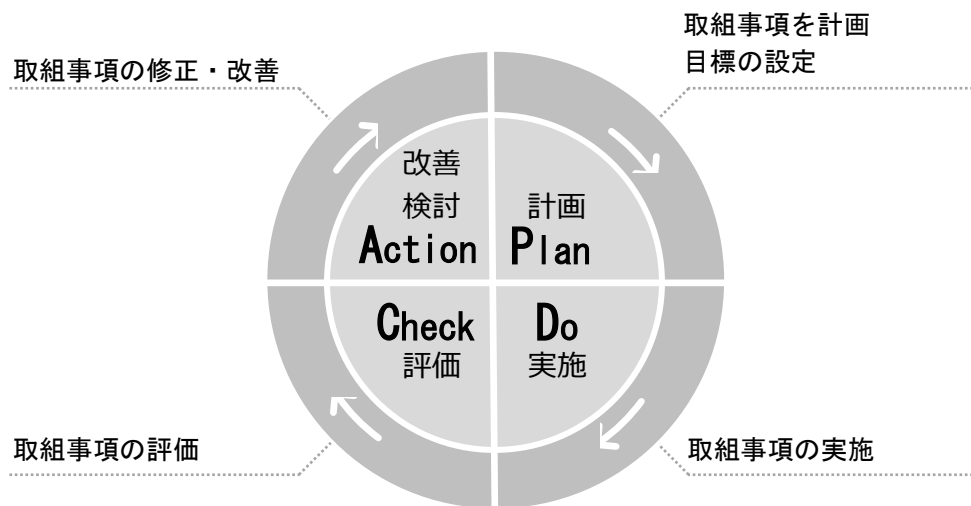 取組事項を計画
目標の設定
取組事項の修正・改善
改善
検討
Action
計画
Plan
Check
評価
Do
実施
取組事項の評価
取組事項の実施